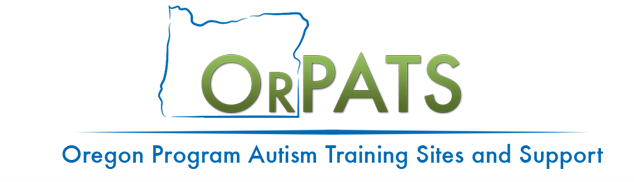 OrPATS
Oregon Program Autism Training Sites and Support